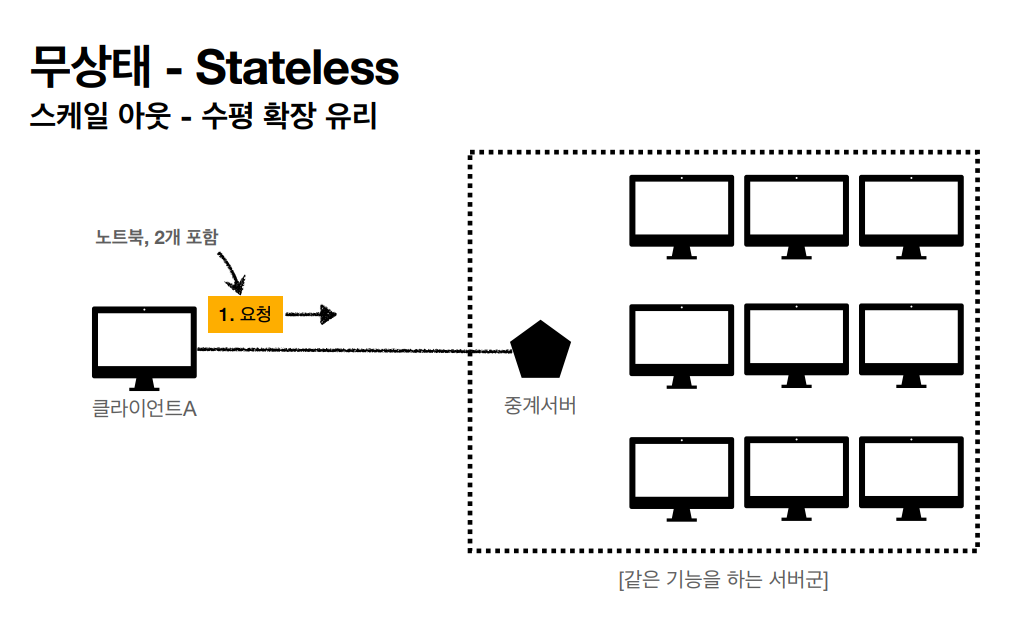 무상태 - Stateless
스케일 아웃 - 수평 확장 유리
노트북, 2개 포함
1. 요청
클라이언트A
중계서버
[같은 기능을 하는 서버군]